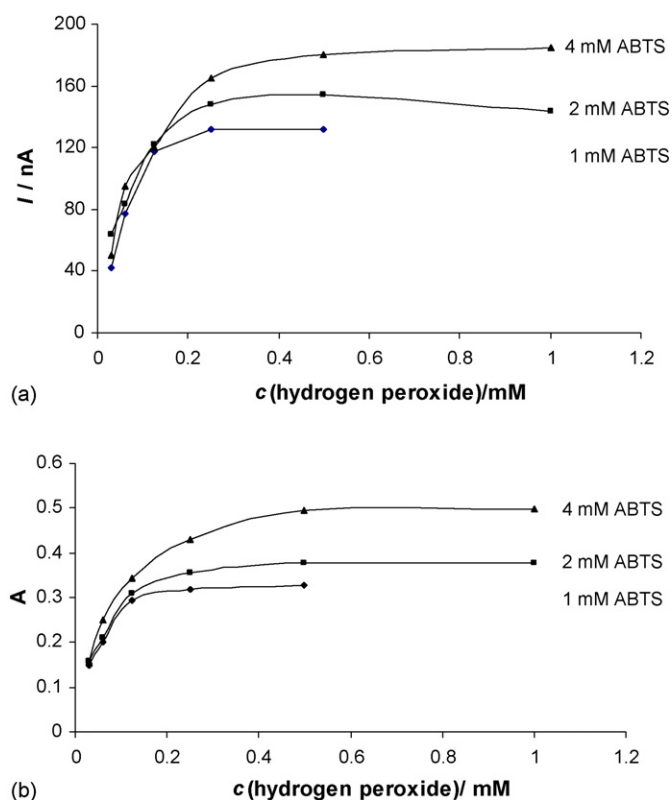 200
160
120
80
40
0
I / nA
4 mM ABTS
2 mM ABTS
1 mM ABTS
0 0.2 0.4 0.6 0.8 1 1.2
c(hydrogen peroxide)/mM
(a)
0.6
0.5
0.4
0.3
0.2
0.1
0
A
4 mM ABTS
2 mM ABTS
1 mM ABTS
0 0.2 0.4 0.6 0.8 1 1.2
c(hydrogen peroxide)/ mM
(b)